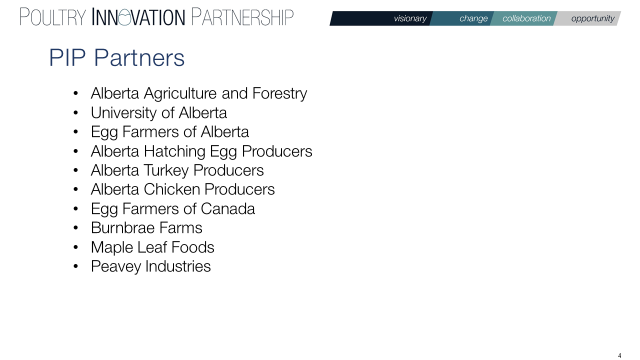 POULTRY INNOVATION PARTNERSHIP
visionary change collaboration opportunity
PIP Partners
• Alberta Agriculture and Forestry
• University of Alberta
• Egg Farmers of Alberta
• Alberta Hatching Egg Producers
• Alberta Turkey Producers
• Alberta Chicken Producers
• Egg Farmers of Canada
• Burnbrae Farms
• Maple Leaf Foods
• Peavey Industries
4